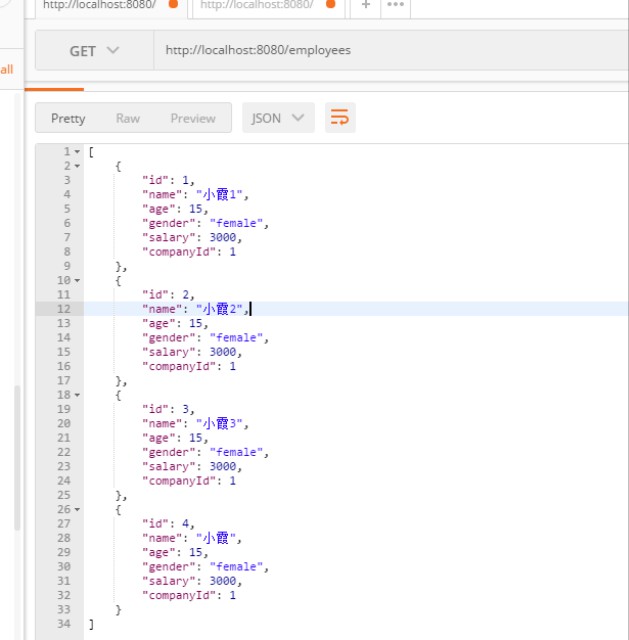 http://localhost:8080/ http://localhost:8080/ + •••
GET http://localhost:8080/employees
all
Pretty Raw Preview JSON
1 [
2 {
3 "id": 1,
4 "name": "小霞1",
5 "age": 15,
6 "gender": "female",
7 "salary": 3000,
8 "companyId": 1
9 },
10 {
11 "id": 2,
12 "name": "小霞2",
13 "age": 15,
14 "gender": "female",
15 "salary": 3000,
16 "companyId": 1
17 },
18 {
19 "id": 3,
20 "name": "小霞3",
21 "age": 15,
22 "gender": "female",
23 "salary": 3000,
24 "companyId": 1
25 },
26 {
27 "id": 4,
28 "name": "小霞",
29 "age": 15,
30 "gender": "female",
31 "salary": 3000,
32 "companyId": 1
33 }
34 ]